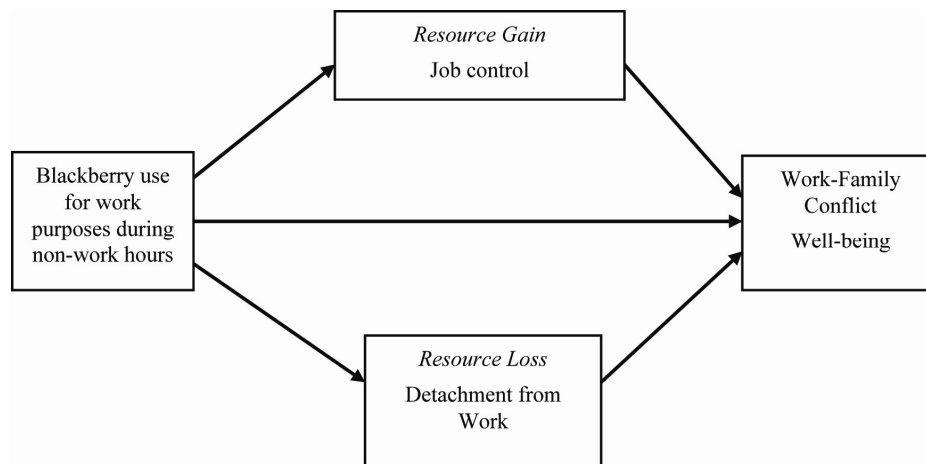 Resource Gain
Job control
Blackberry use
for work
purposes during
non-work hours
Work-Family
Conflict
Well-being
Resource Loss
Detachment from
Work